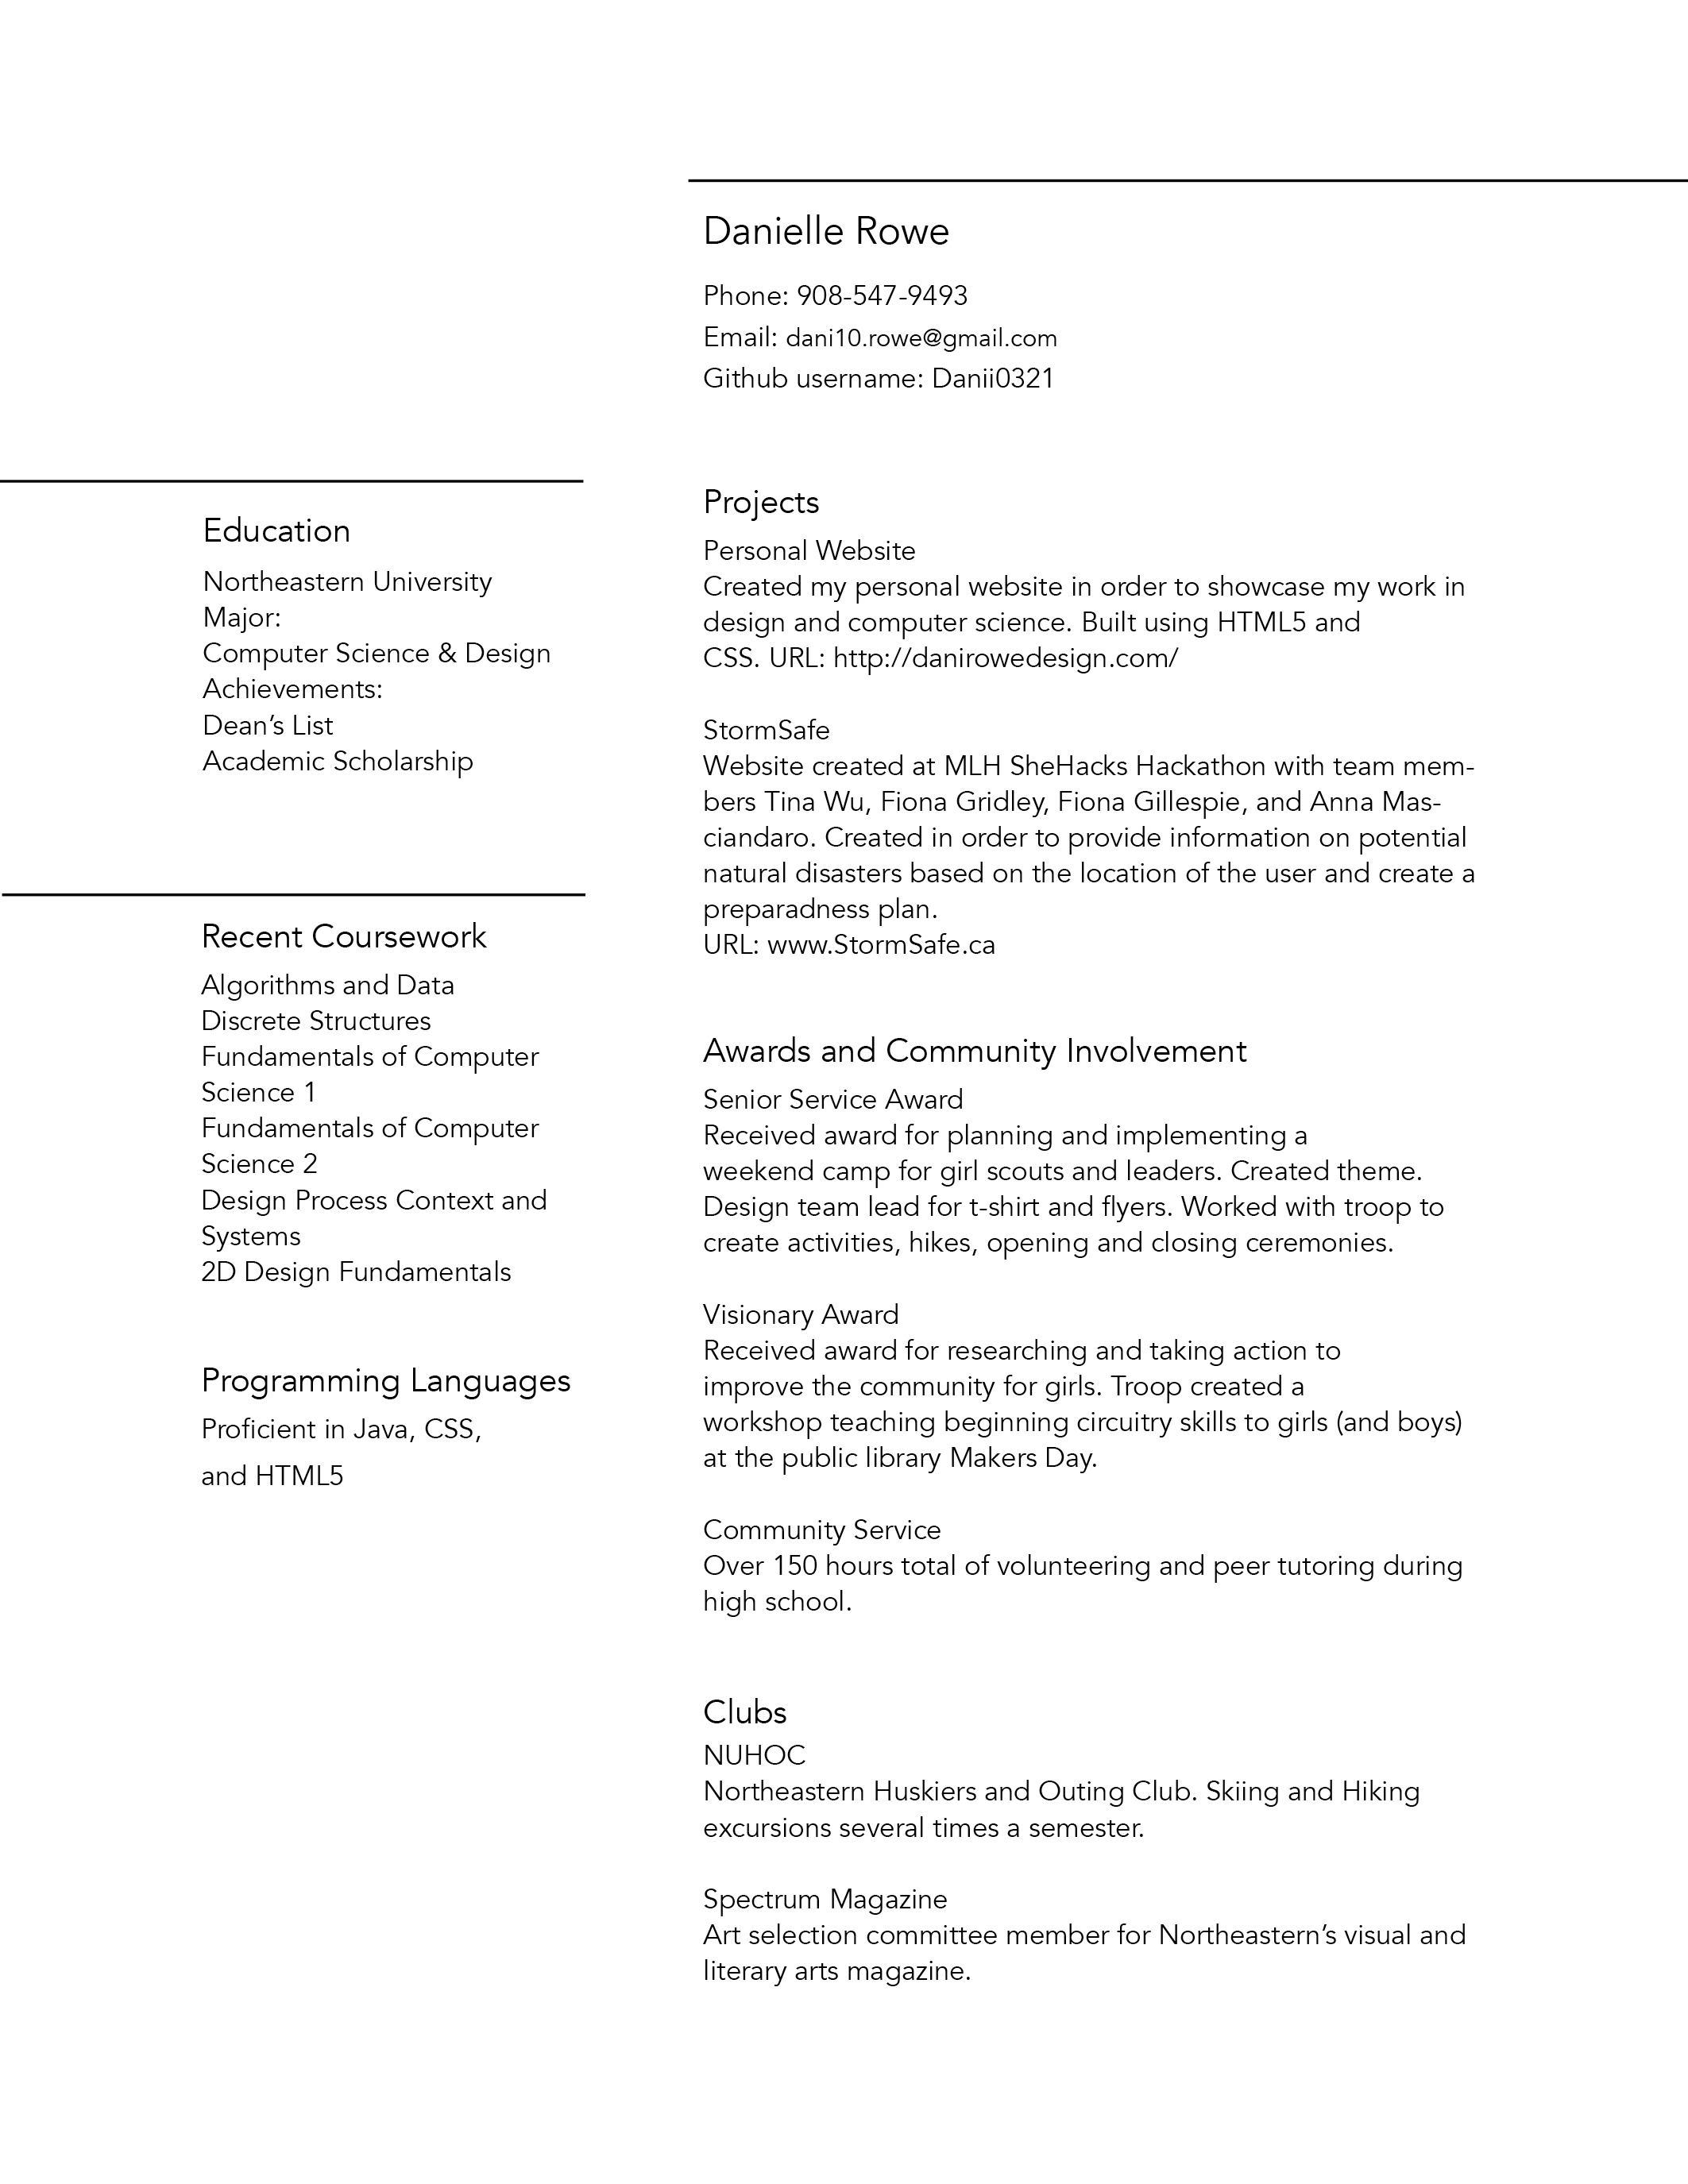 Danielle Rowe
Phone: 908-547-9493
Email: dani10.rowe@gmail.com
Github username: Danii0321
Education
Northeastern University
Major:
Computer Science & Design
Achievements:
Dean’s List
Academic Scholarship
Recent Coursework
Algorithms and Data
Discrete Structures
Fundamentals of Computer
Science 1
Fundamentals of Computer
Science 2
Design Process Context and
Systems
2D Design Fundamentals
Programming Languages
Proficient in Java, CSS,
and HTML5
Projects
Personal Website
Created my personal website in order to showcase my work in
design and computer science. Built using HTML5 and
CSS. URL: http://danirowedesign.com/
StormSafe
Website created at MLH SheHacks Hackathon with team mem-
bers Tina Wu, Fiona Gridley, Fiona Gillespie, and Anna Mas-
ciandaro. Created in order to provide information on potential
natural disasters based on the location of the user and create a
preparadness plan.
URL: www.StormSafe.ca
Awards and Community Involvement
Senior Service Award
Received award for planning and implementing a
weekend camp for girl scouts and leaders. Created theme.
Design team lead for t-shirt and flyers. Worked with troop to
create activities, hikes, opening and closing ceremonies.
Visionary Award
Received award for researching and taking action to
improve the community for girls. Troop created a
workshop teaching beginning circuitry skills to girls (and boys)
at the public library Makers Day.
Community Service
Over 150 hours total of volunteering and peer tutoring during
high school.
Clubs
NUHOC
Northeastern Huskiers and Outing Club. Skiing and Hiking
excursions several times a semester.
Spectrum Magazine
Art selection committee member for Northeastern’s visual and
literary arts magazine.